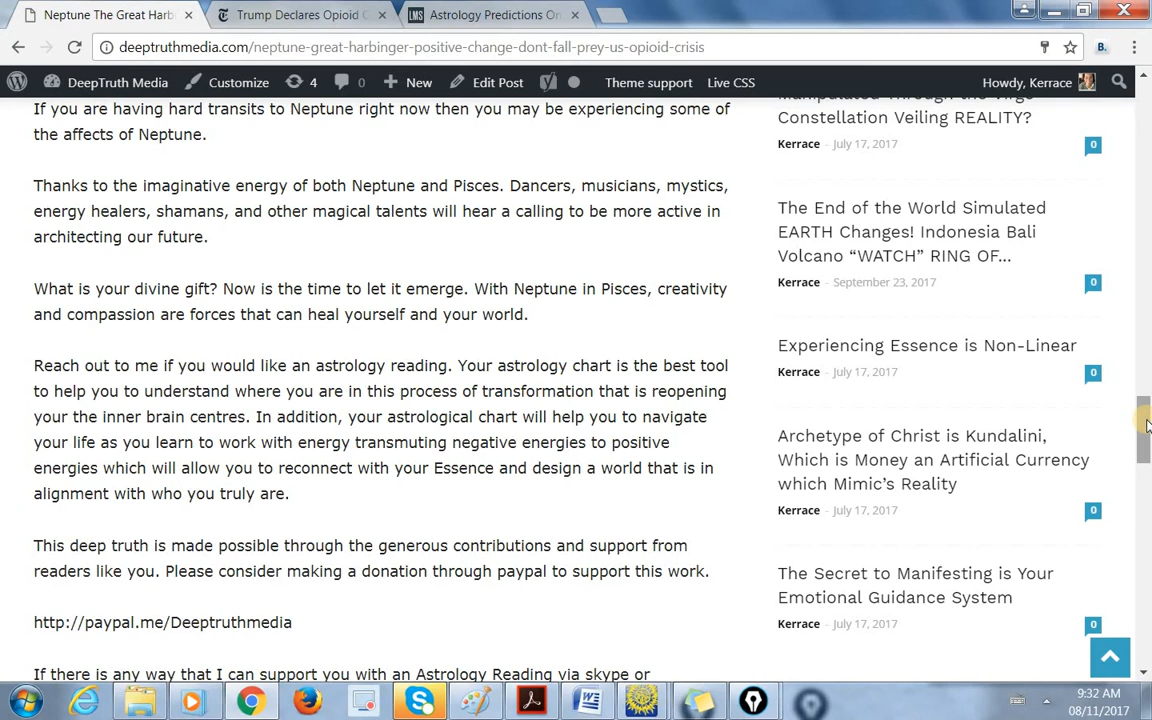 Neptune The Great Harb
Trump Declares Opioid C
LMS Astrology Predictions On
deeptruthmedia.com/neptune-great-harbinger-positive-change-dont-fall-prey-us-opioid-crisis
B.
DeepTruth Media Customize 4 0 New Edit Post Theme support Live CSS Howdy, Kerrace
If you are having hard transits to Neptune right now then you may be experiencing some of
the affects of Neptune.
Thanks to the imaginative energy of both Neptune and Pisces. Dancers, musicians, mystics,
energy healers, shamans, and other magical talents will hear a calling to be more active in
architecting our future.
What is your divine gift? Now is the time to let it emerge. With Neptune in Pisces, creativity
and compassion are forces that can heal yourself and your world.
Reach out to me if you would like an astrology reading. Your astrology chart is the best tool
to help you to understand where you are in this process of transformation that is reopening
your the inner brain centres. In addition, your astrological chart will help you to navigate
your life as you learn to work with energy transmuting negative energies to positive
energies which will allow you to reconnect with your Essence and design a world that is in
alignment with who you truly are.
This deep truth is made possible through the generous contributions and support from
readers like you. Please consider making a donation through paypal to support this work.
http://paypal.me/Deeptruthmedia
If there is any way that I can support you with an Astrology Reading via skype or
Manipulated Through the Virgo
Constellation Veiling REALITY?
Kerrace - July 17, 2017
0
The End of the World Simulated
EARTH Changes! Indonesia Bali
Volcano “WATCH” RING OF...
Kerrace - September 23, 2017
0
Experiencing Essence is Non-Linear
Kerrace - July 17, 2017
0
Archetype of Christ is Kundalini,
Which is Money an Artificial Currency
which Mimic’s Reality
Kerrace - July 17, 2017
0
The Secret to Manifesting is Your
Emotional Guidance System
Kerrace - July 17, 2017
0
9:32 AM
08/11/2017